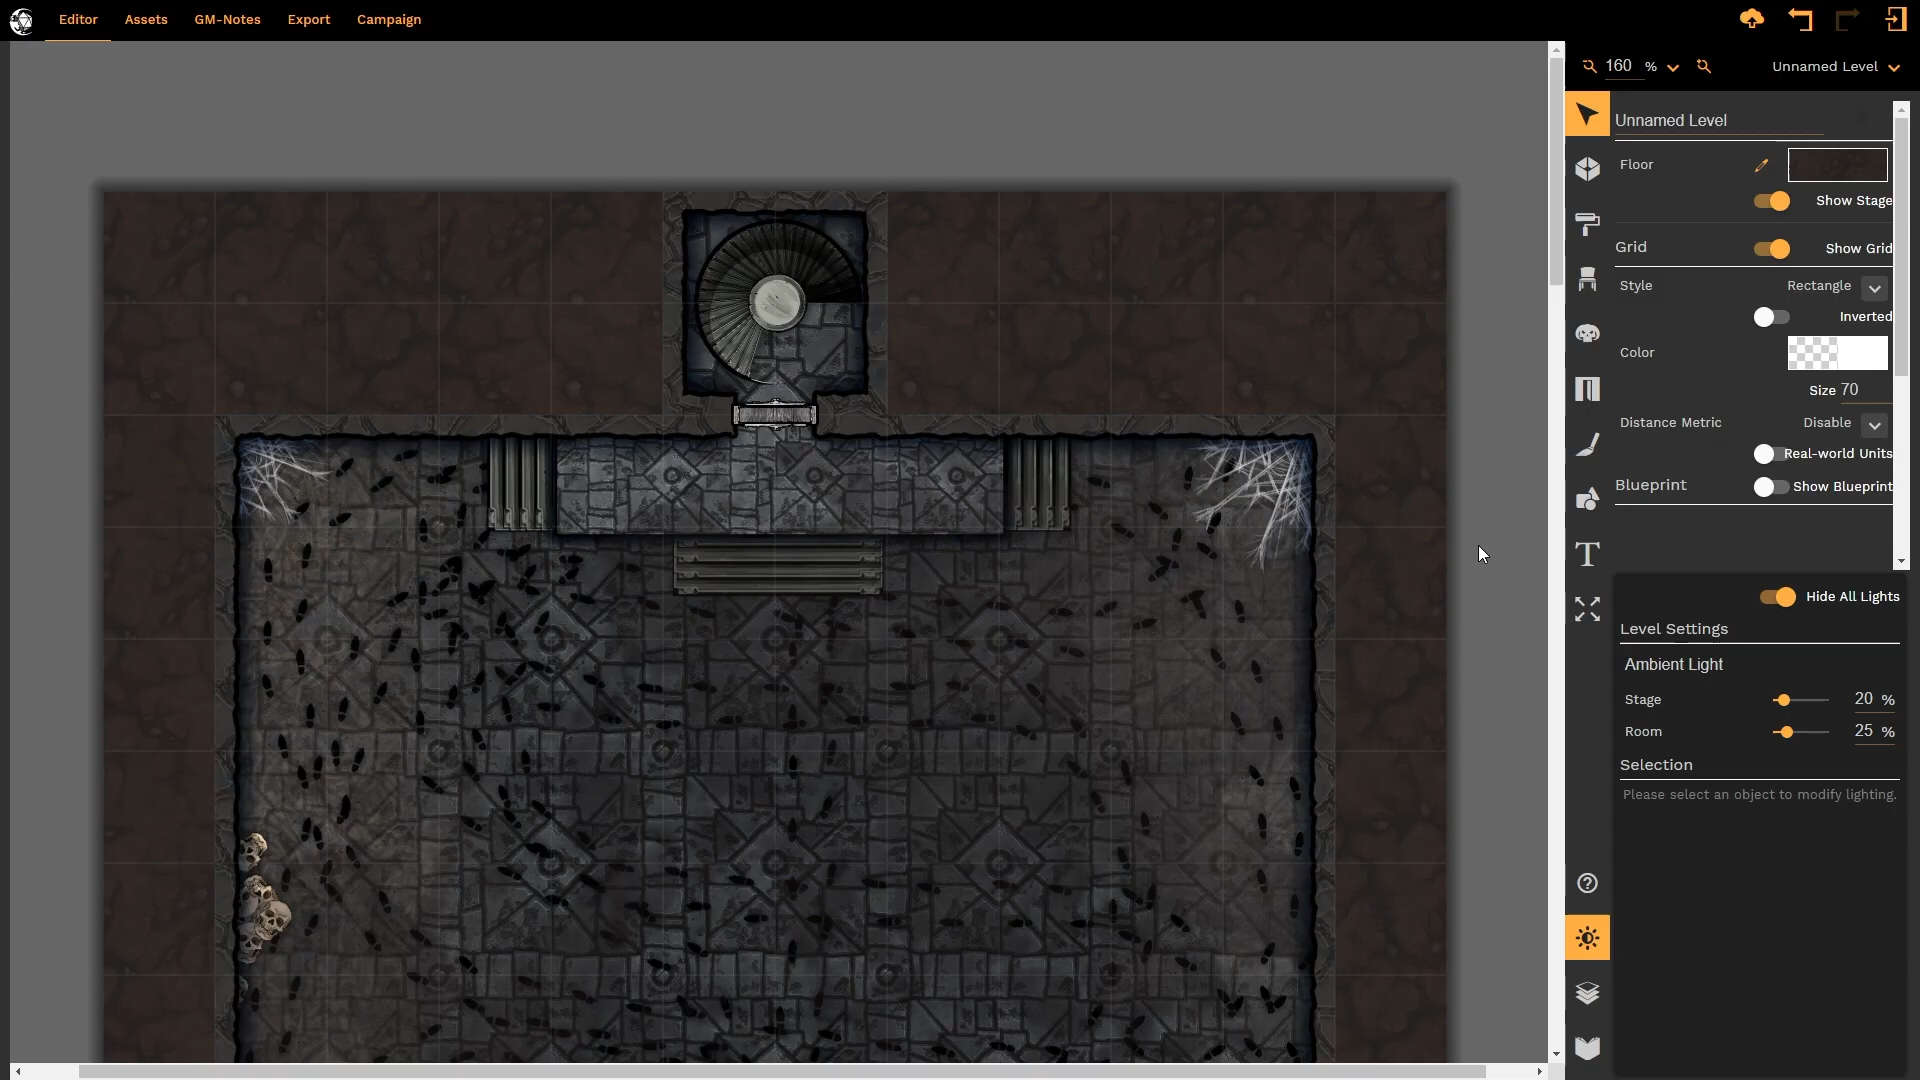 Editor Assets GM-Notes Export Campaign
160 % Unnamed Level
Unnamed Level
Floor
Show Stage
Grid Show Grid
Style Rectangle
Inverted
Color
Size 70
Distance Metric Disable
Real-world Units
Blueprint Show Blueprint
T
Hide All Lights
Level Settings
Ambient Light
Stage 20 %
Room 25 %
Selection
Please select an object to modify lighting.